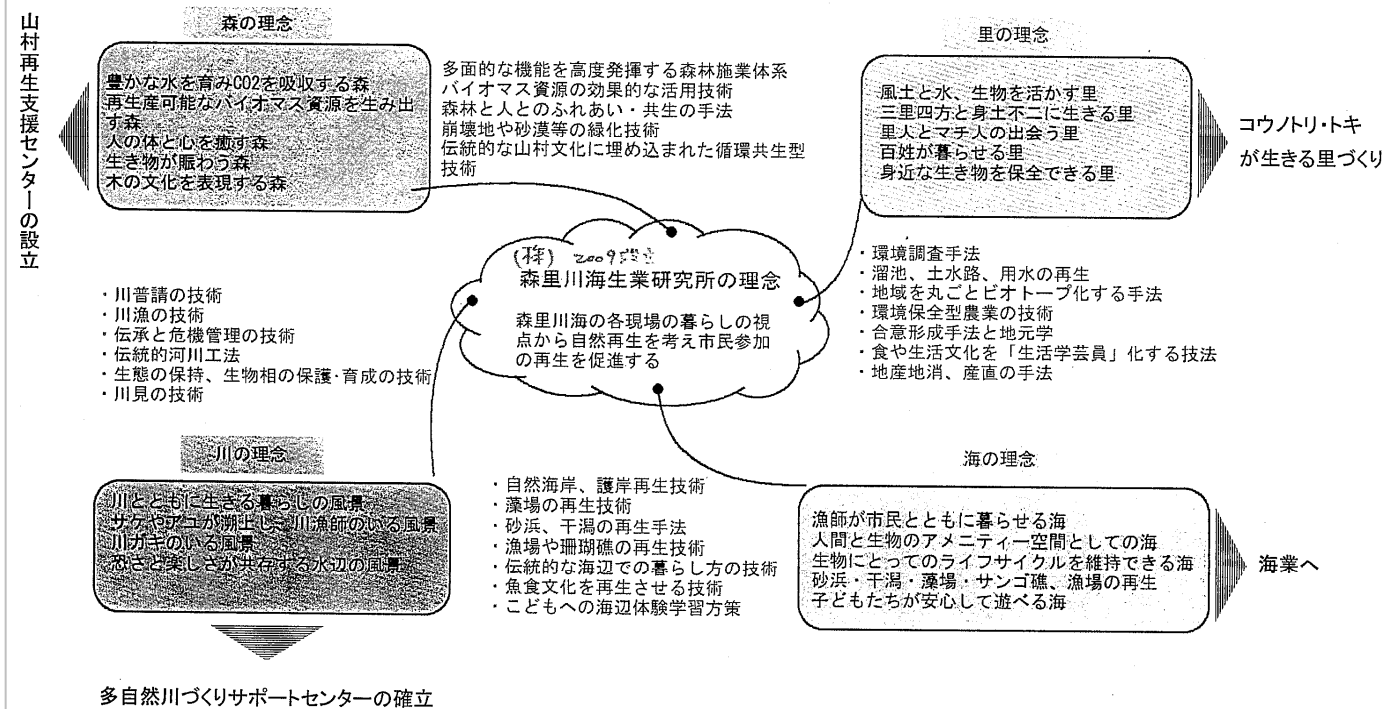 山村再生支援センターの設立
森の理念
豊かな水を育みCO2を吸収する森
再生産可能なバイオマス資源を生み出
す森
人の体と心を癒す森
生き物が賑わう森
木の文化を表現する森
多面的な機能を高度発揮する森林施業体系
バイオマス資源の効果的な活用技術
森林と人とのふれあい・共生の手法
崩壊地や砂漠等の緑化技術
伝統的な山村文化に埋め込まれた循環共生型
技術
里の理念
風土と水、生物を活かす里
三里四方と身土不二に生きる里
里人とマチ人の出会う里
百姓が暮らせる里
身近な生き物を保全できる里
コウノトリ・トキ
が生きる里づくり
(株) 2009設立
森里川海生業研究所の理念
森里川海の各現場の暮らしの視
点から自然再生を考え市民参加
の再生を促進する
・川普請の技術
・川漁の技術
・伝承と危機管理の技術
・伝統的河川工法
・生態の保持、生物相の保護・育成の技術
・川見の技術
・環境調査手法
・溜池、土水路、用水の再生
・地域を丸ごとビオトープ化する手法
・環境保全型農業の技術
・合意形成手法と地元学
・食や生活文化を「生活学芸員」化する技法
・地産地消、産直の手法
川の理念
川とともに生きる暮らしの風景
サケやアユが溯上し、川漁師のいる風景
川ガキのいる風景
恐さと楽しさが共存する水辺の風景
多自然川づくりサポートセンターの確立
・自然海岸、護岸再生技術
・藻場の再生技術
・砂浜、干潟の再生手法
・漁場や珊瑚礁の再生技術
・伝統的な海辺での暮らし方の技術
・魚食文化を再生させる技術
・こどもへの海辺体験学習方策
海の理念
漁師が市民とともに暮らせる海
人間と生物のアメニティー空間としての海
生物にとってのライフサイクルを維持できる海
砂浜・干潟・藻場・サンゴ礁、漁場の再生
子どもたちが安心して遊べる海
海業へ